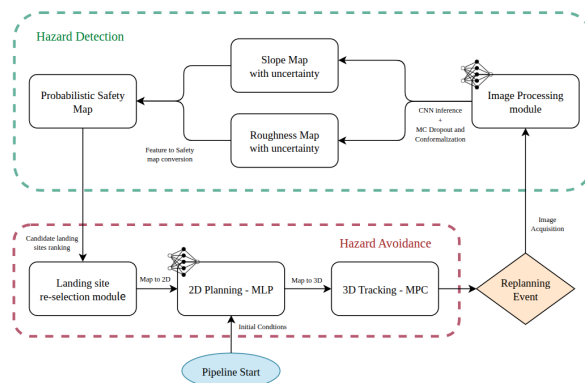 Hazard Detection
Slope Map
with uncertainty
Probabilistic Safety
Map
Image Processing
module
CNN inference
+
MC Dropout and
Conformalization
Roughness Map
with uncertainty
Feature to Safety
map conversion
Image
Acquisition
Candidate landing
sites ranking
Hazard Avoidance
Landing site
re-selection module
Map to 2D
2D Planning - MLP
Map to 3D
3D Tracking - MPC
Replanning
Event
Initial Condtions
Pipeline Start